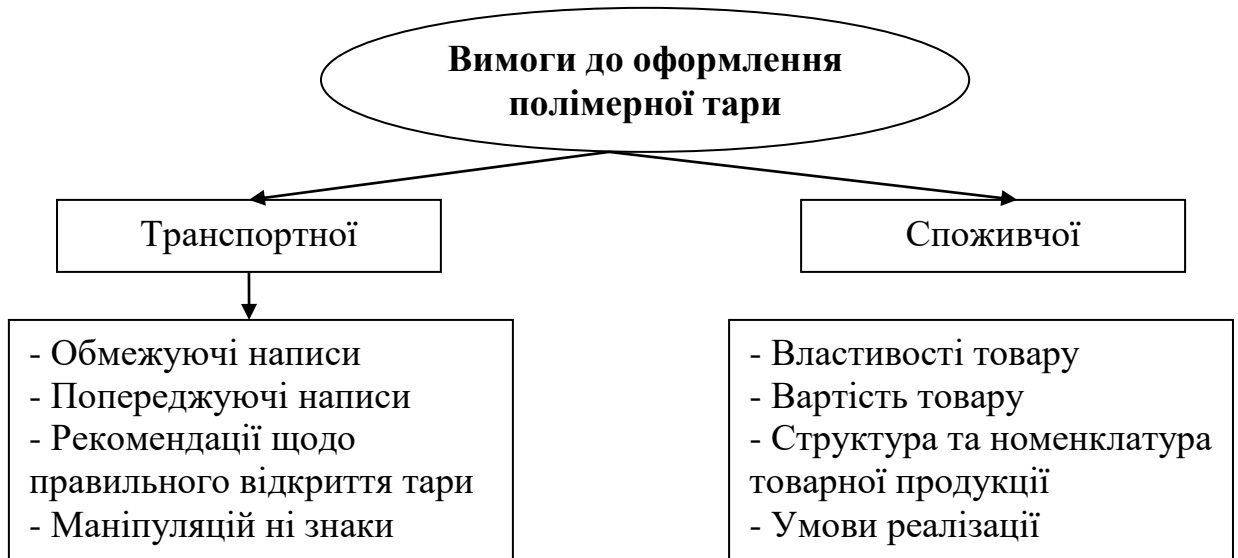 Вимоги до оформлення
полімерної тари
Транспортної
Споживчої
- Обмежуючі написи
- Попереджуючі написи
- Рекомендації щодо
правильного відкриття тари
- Маніпуляцій ні знаки
- Властивості товару
- Вартість товару
- Структура та номенклатура
товарної продукції
- Умови реалізації